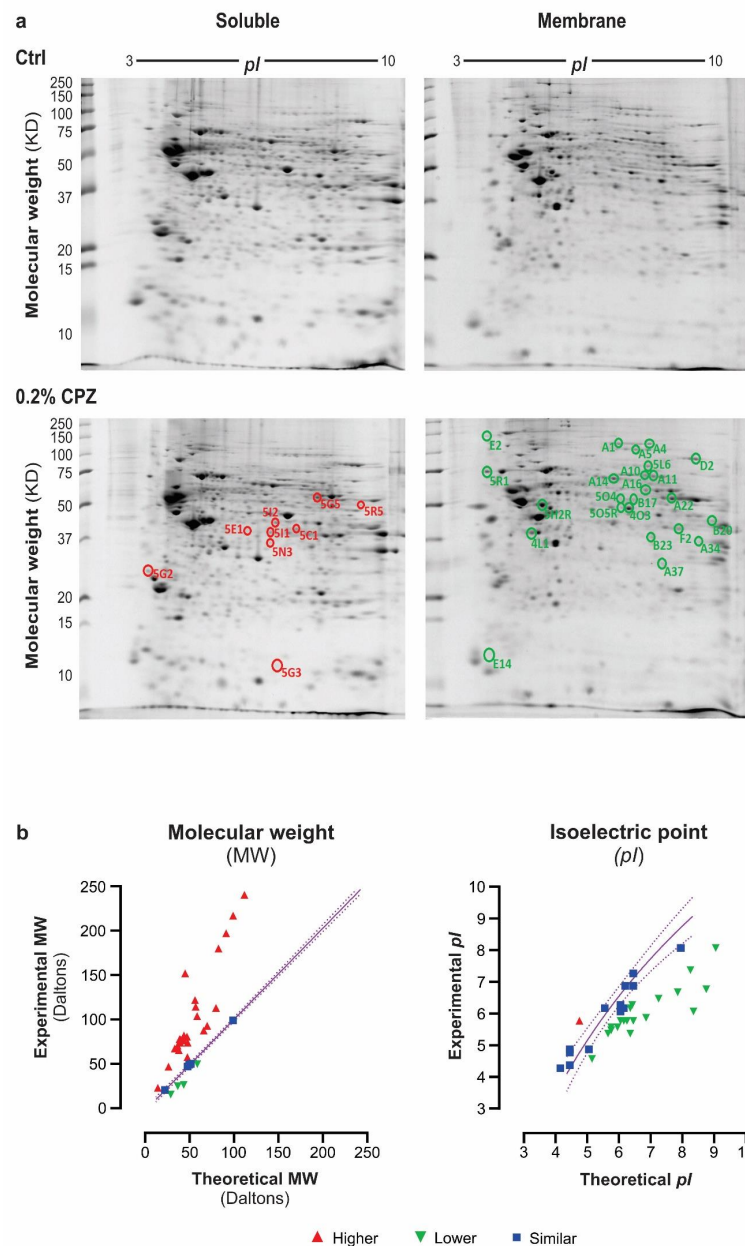 a
Soluble
Membrane
Ctrl
3 pI 10
3 pI 10
Molecular weight (KD)
250
150
100
75
50
37
20
15
10
0.2% CPZ
Molecular weight (KD)
250
150
100
75
50
37
20
15
10
5G5
5R5
5I2
5E1
5I1
5C1
5N3
5G2
5G3
E2
A1
A5
A4
D2
5R1
A10
5L6
A14
A11
A16
5O4
B17
A22
5H2R
5O5R
4O3
B20
4L1
F2
B23
A34
A37
E14
b
Molecular weight
(MW)
Experimental MW
(Daltons)
250
200
150
100
50
0
0 50 100 150 200 250
Theoretical MW
(Daltons)
Isoelectric point
(pI)
Experimental pI
10
9
8
7
6
5
4
3
3 4 5 6 7 8 9
Theoretical pI
Higher Lower Similar